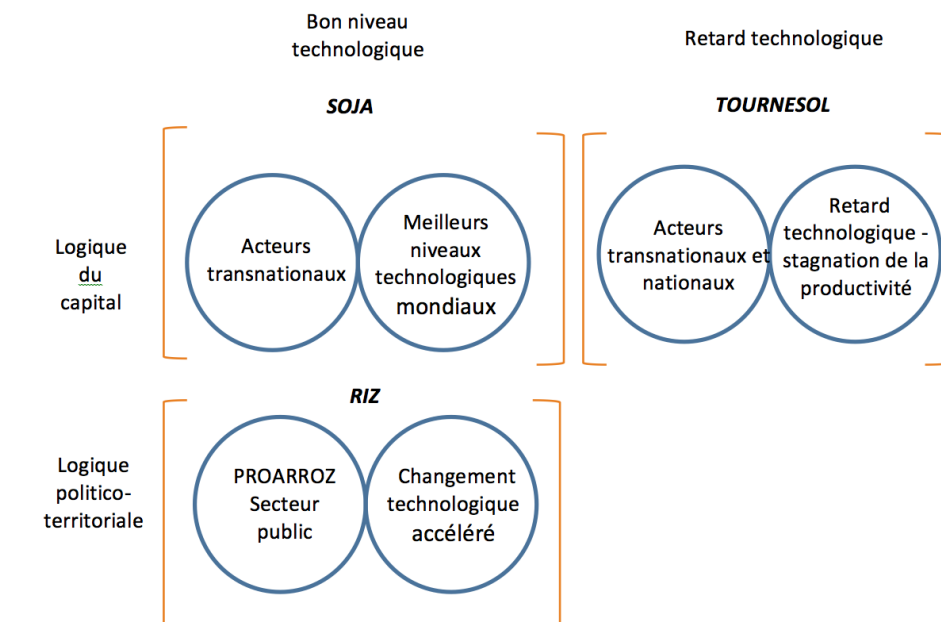 Bon niveau
technologique
Retard technologique
SOJA
TOURNESOL
Logique
du
capital
Acteurs
transnationaux
Meilleurs
niveaux
technologiques
mondiaux
Acteurs
transnationaux et
nationaux
Retard
technologique -
stagnation de la
productivité
RIZ
Logique
politico-
territoriale
PROARROZ
Secteur
public
Changement
technologique
accéléré